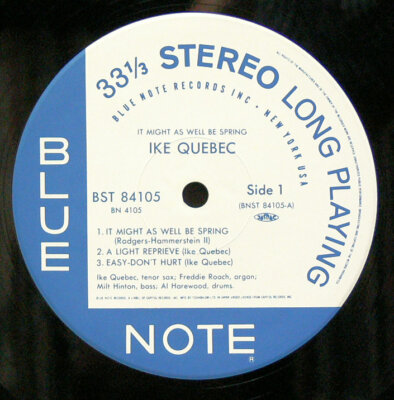 33⅓ STEREO LONG PLAYING
BLUE NOTE RECORDS INC • NEW YORK USA
IT MIGHT AS WELL BE SPRING
IKE QUEBEC
BST 84105
BN 4105
Side 1
(BNST 84105-A)
1. IT MIGHT AS WELL BE SPRING
(Rodgers-Hammerstein II)
2. A LIGHT REPRIEVE (Ike Quebec)
3. EASY-DON'T HURT (Ike Quebec)
Ike Quebec, tenor sax; Freddie Roach, organ;
Milt Hinton, bass; Al Harewood, drums.
BLUE
NOTE
R